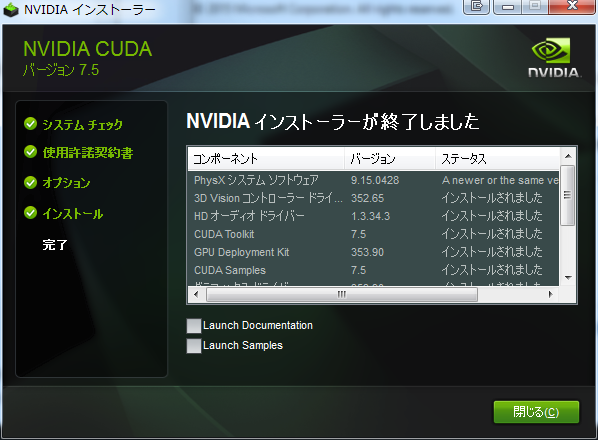 NVIDIA インストーラー
NVIDIA CUDA
バージョン 7.5
NVIDIA.
システム チェック
使用許諾契約書
オプション
インストール
完了
NVIDIA インストーラーが終了しました
コンポーネント バージョン ステータス
PhysX システム ソフトウェア 9.15.0428 A newer or the same ve
3D Vision コントローラー ドライ... 352.65 インストールされました
HD オーディオ ドライバー 1.3.34.3 インストールされました
CUDA Toolkit 7.5 インストールされました
GPU Deployment Kit 353.90 インストールされました
CUDA Samples 7.5 インストールされました
Launch Documentation
Launch Samples
閉じる(C)